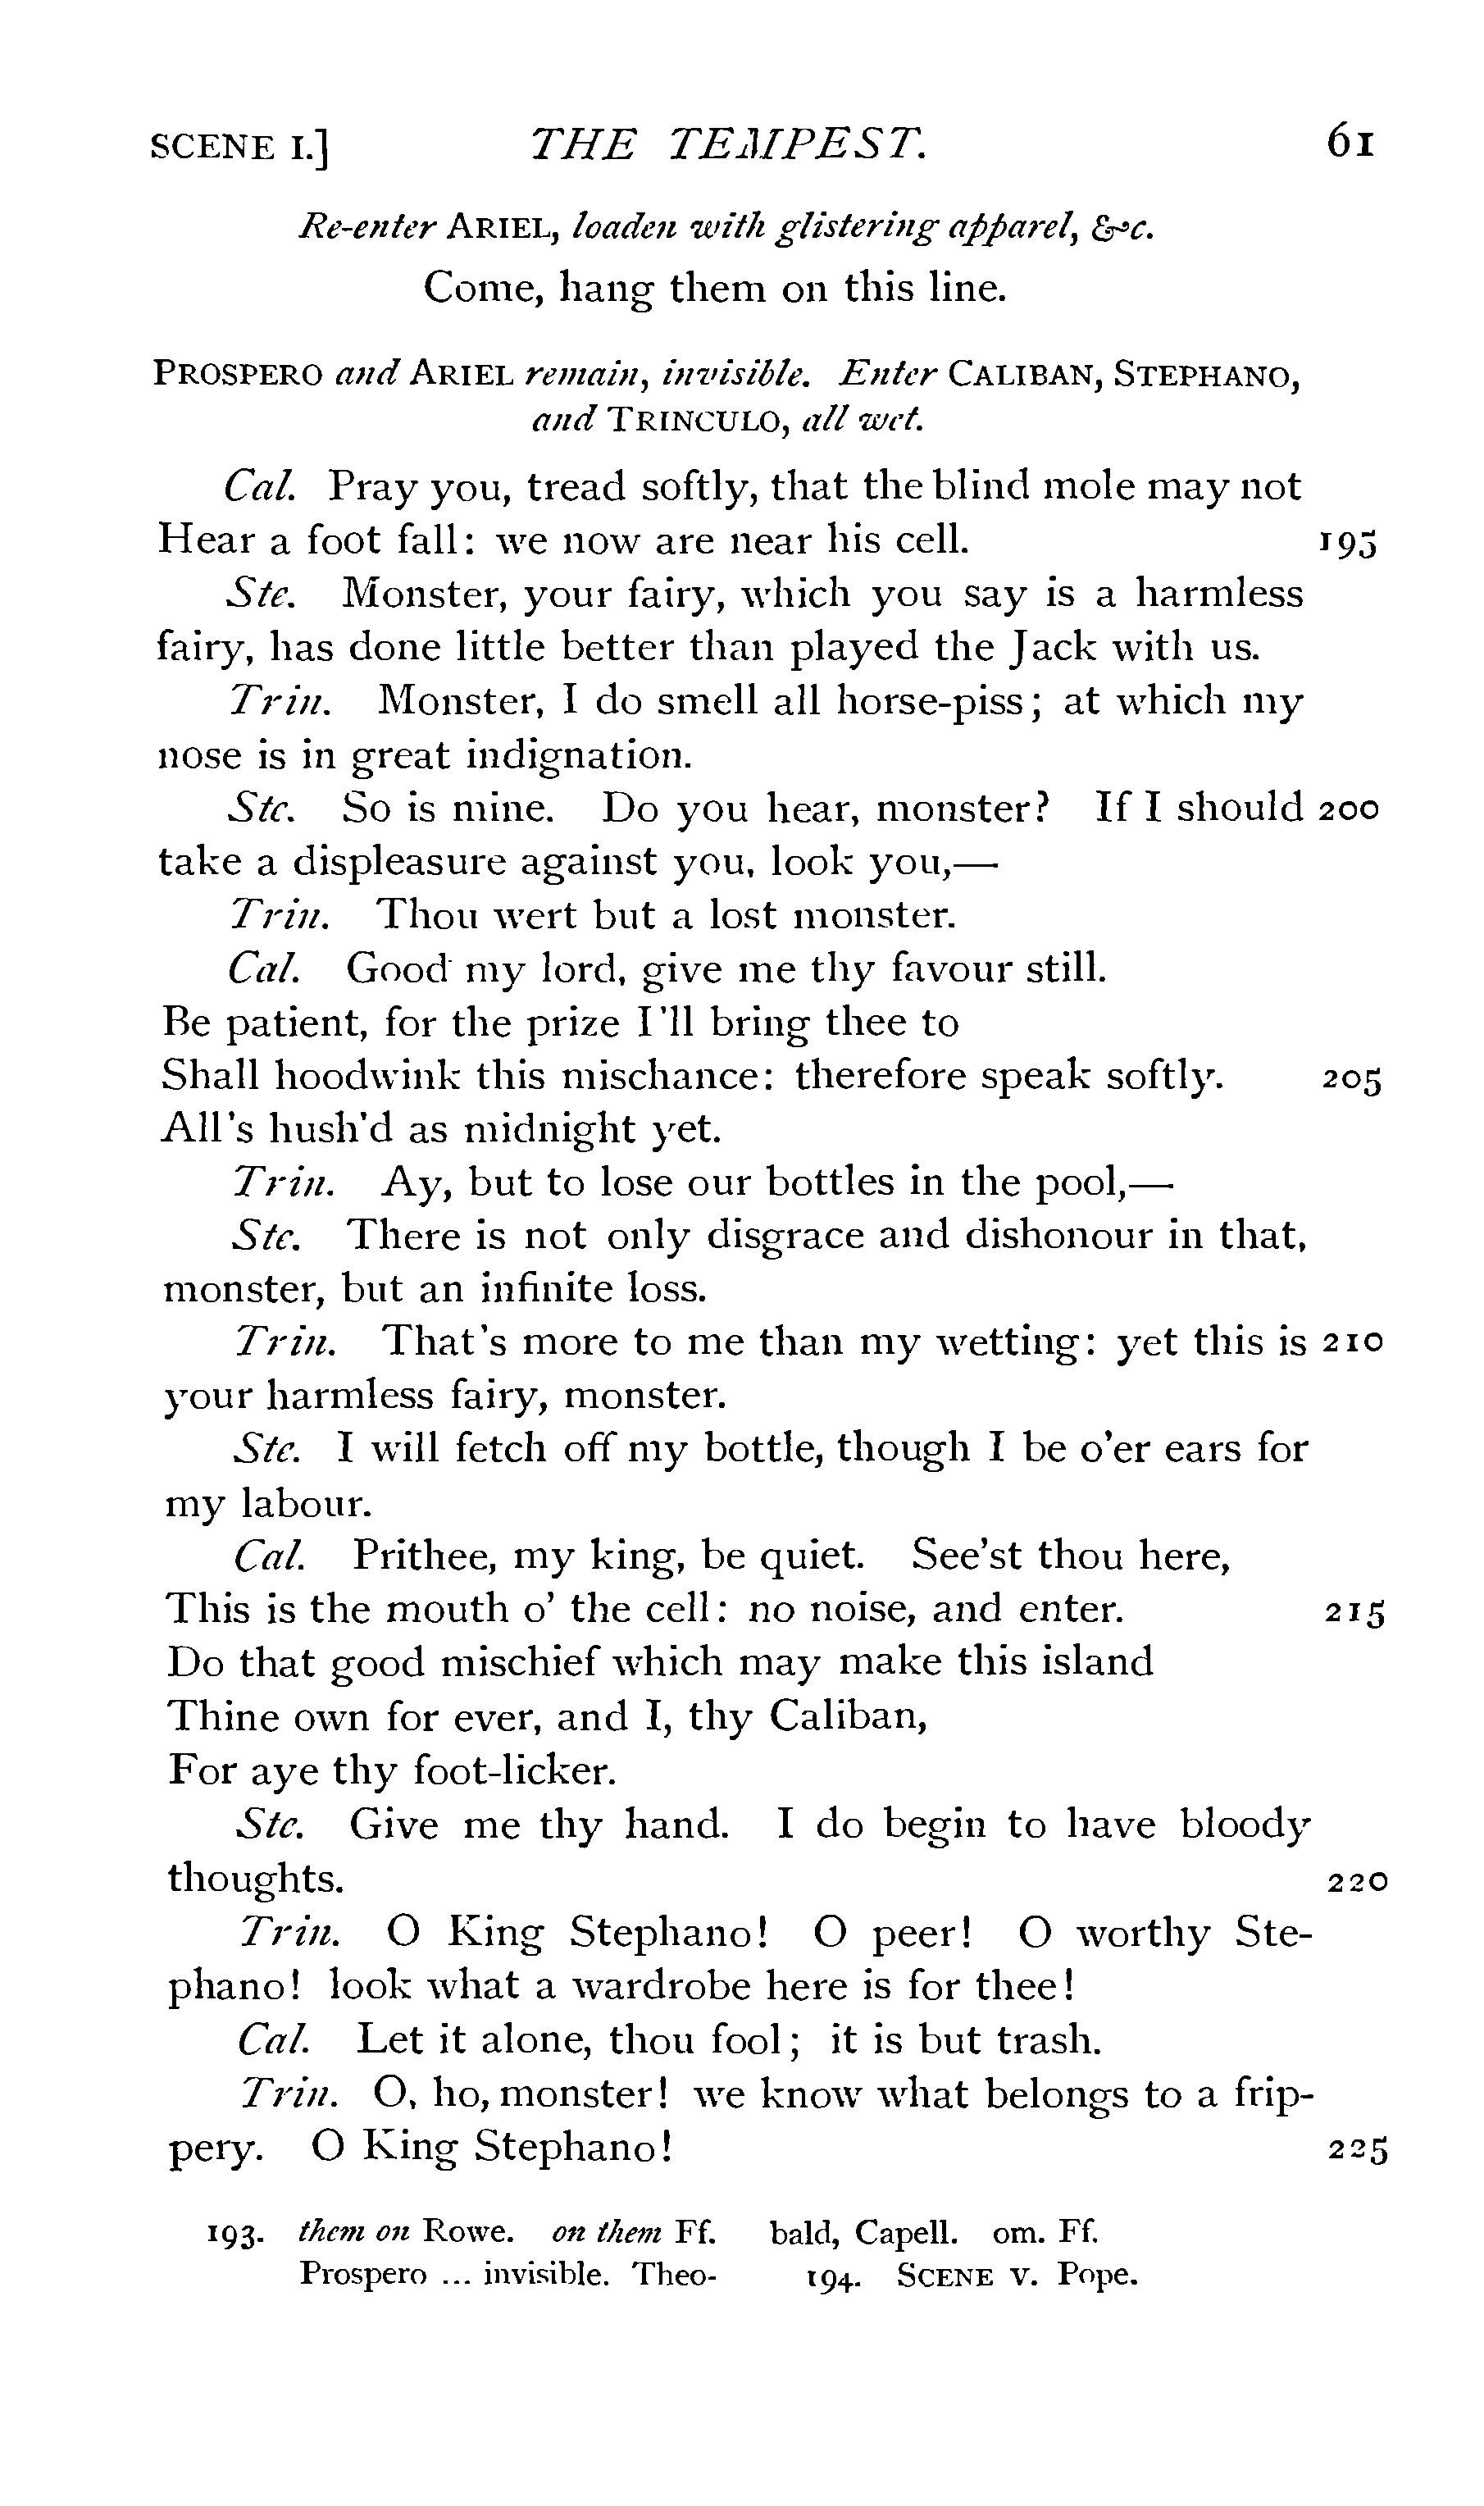 SCENE I.] THE TEMPEST. 61
Re-enter ARIEL, loaden with glistering apparel, &c.
Come, hang them on this line.
PROSPERO and ARIEL remain, invisible. Enter CALIBAN, STEPHANO,
and TRINCULO, all wet.
Cal. Pray you, tread softly, that the blind mole may not
Hear a foot fall: we now are near his cell. 195
Ste. Monster, your fairy, which you say is a harmless
fairy, has done little better than played the Jack with us.
Trin. Monster, I do smell all horse-piss; at which my
nose is in great indignation.
Ste. So is mine. Do you hear, monster? If I should 200
take a displeasure against you, look you,—
Trin. Thou wert but a lost monster.
Cal. Good my lord, give me thy favour still.
Be patient, for the prize I'll bring thee to
Shall hoodwink this mischance: therefore speak softly. 205
All's hush'd as midnight yet.
Trin. Ay, but to lose our bottles in the pool,—
Ste. There is not only disgrace and dishonour in that,
monster, but an infinite loss.
Trin. That's more to me than my wetting: yet this is 210
your harmless fairy, monster.
Ste. I will fetch off my bottle, though I be o'er ears for
my labour.
Cal. Prithee, my king, be quiet. See'st thou here,
This is the mouth o' the cell: no noise, and enter. 215
Do that good mischief which may make this island
Thine own for ever, and I, thy Caliban,
For aye thy foot-licker.
Ste. Give me thy hand. I do begin to have bloody
thoughts. 220
Trin. O King Stephano! O peer! O worthy Ste-
phano! look what a wardrobe here is for thee!
Cal. Let it alone, thou fool; it is but trash.
Trin. O, ho, monster! we know what belongs to a frip-
pery. O King Stephano! 225
193. them on Rowe. on them Ff.
Prospero ... invisible. Theo-
bald, Capell. om. Ff.
194. SCENE V. Pope.